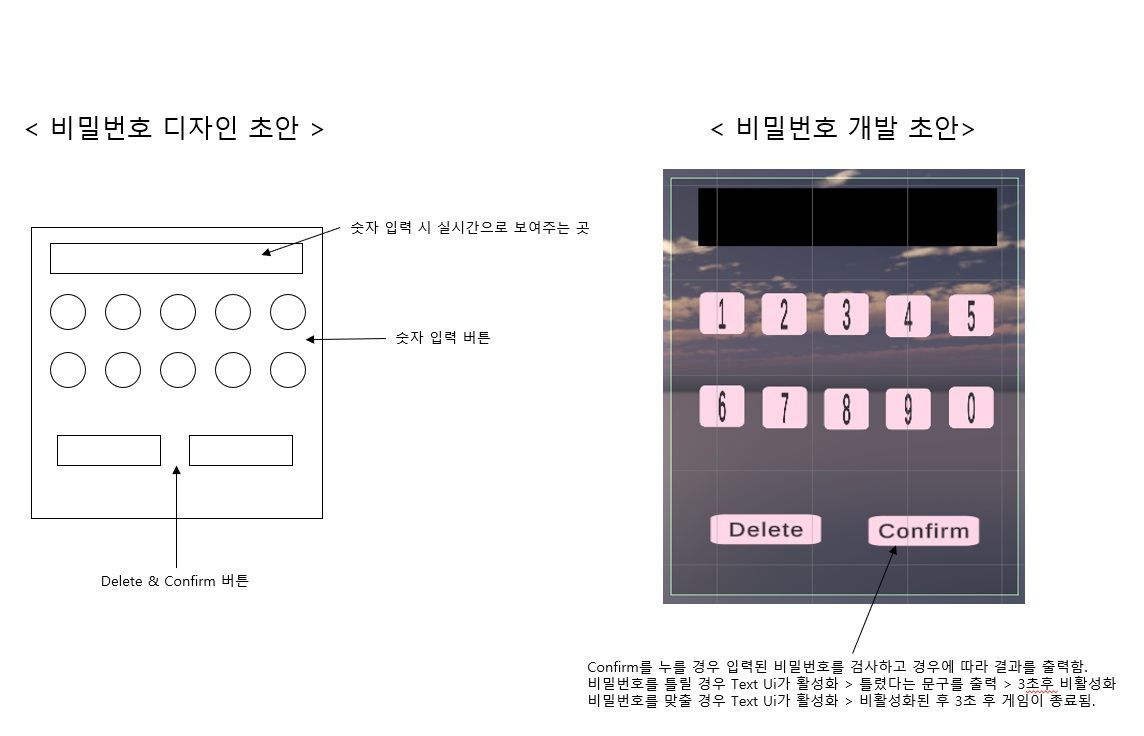 < 비밀번호 디자인 초안 >
< 비밀번호 개발 초안>
숫자 입력 시 실시간으로 보여주는 곳
숫자 입력 버튼
Delete & Confirm 버튼
1 2 3 4 5
6 7 8 9 0
Delete Confirm
Confirm를 누를 경우 입력된 비밀번호를 검사하고 경우에 따라 결과를 출력함.
비밀번호를 틀릴 경우 Text Ui가 활성화 > 틀렸다는 문구를 출력 > 3초후 비활성화
비밀번호를 맞출 경우 Text Ui가 활성화 > 비활성화된 후 3초 후 게임이 종료됨.